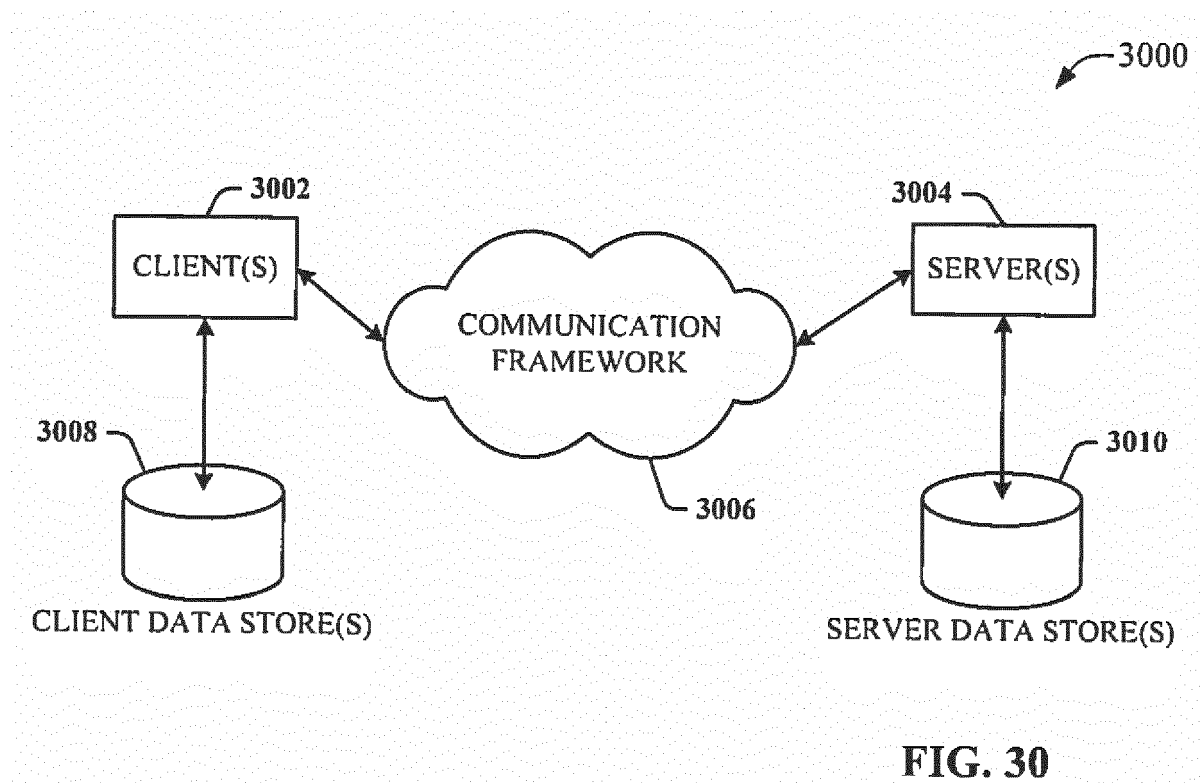 3000
3002
3004
CLIENT(S)
SERVER(S)
COMMUNICATION
FRAMEWORK
3008
3010
3006
CLIENT DATA STORE(S)
SERVER DATA STORE(S)
FIG. 30